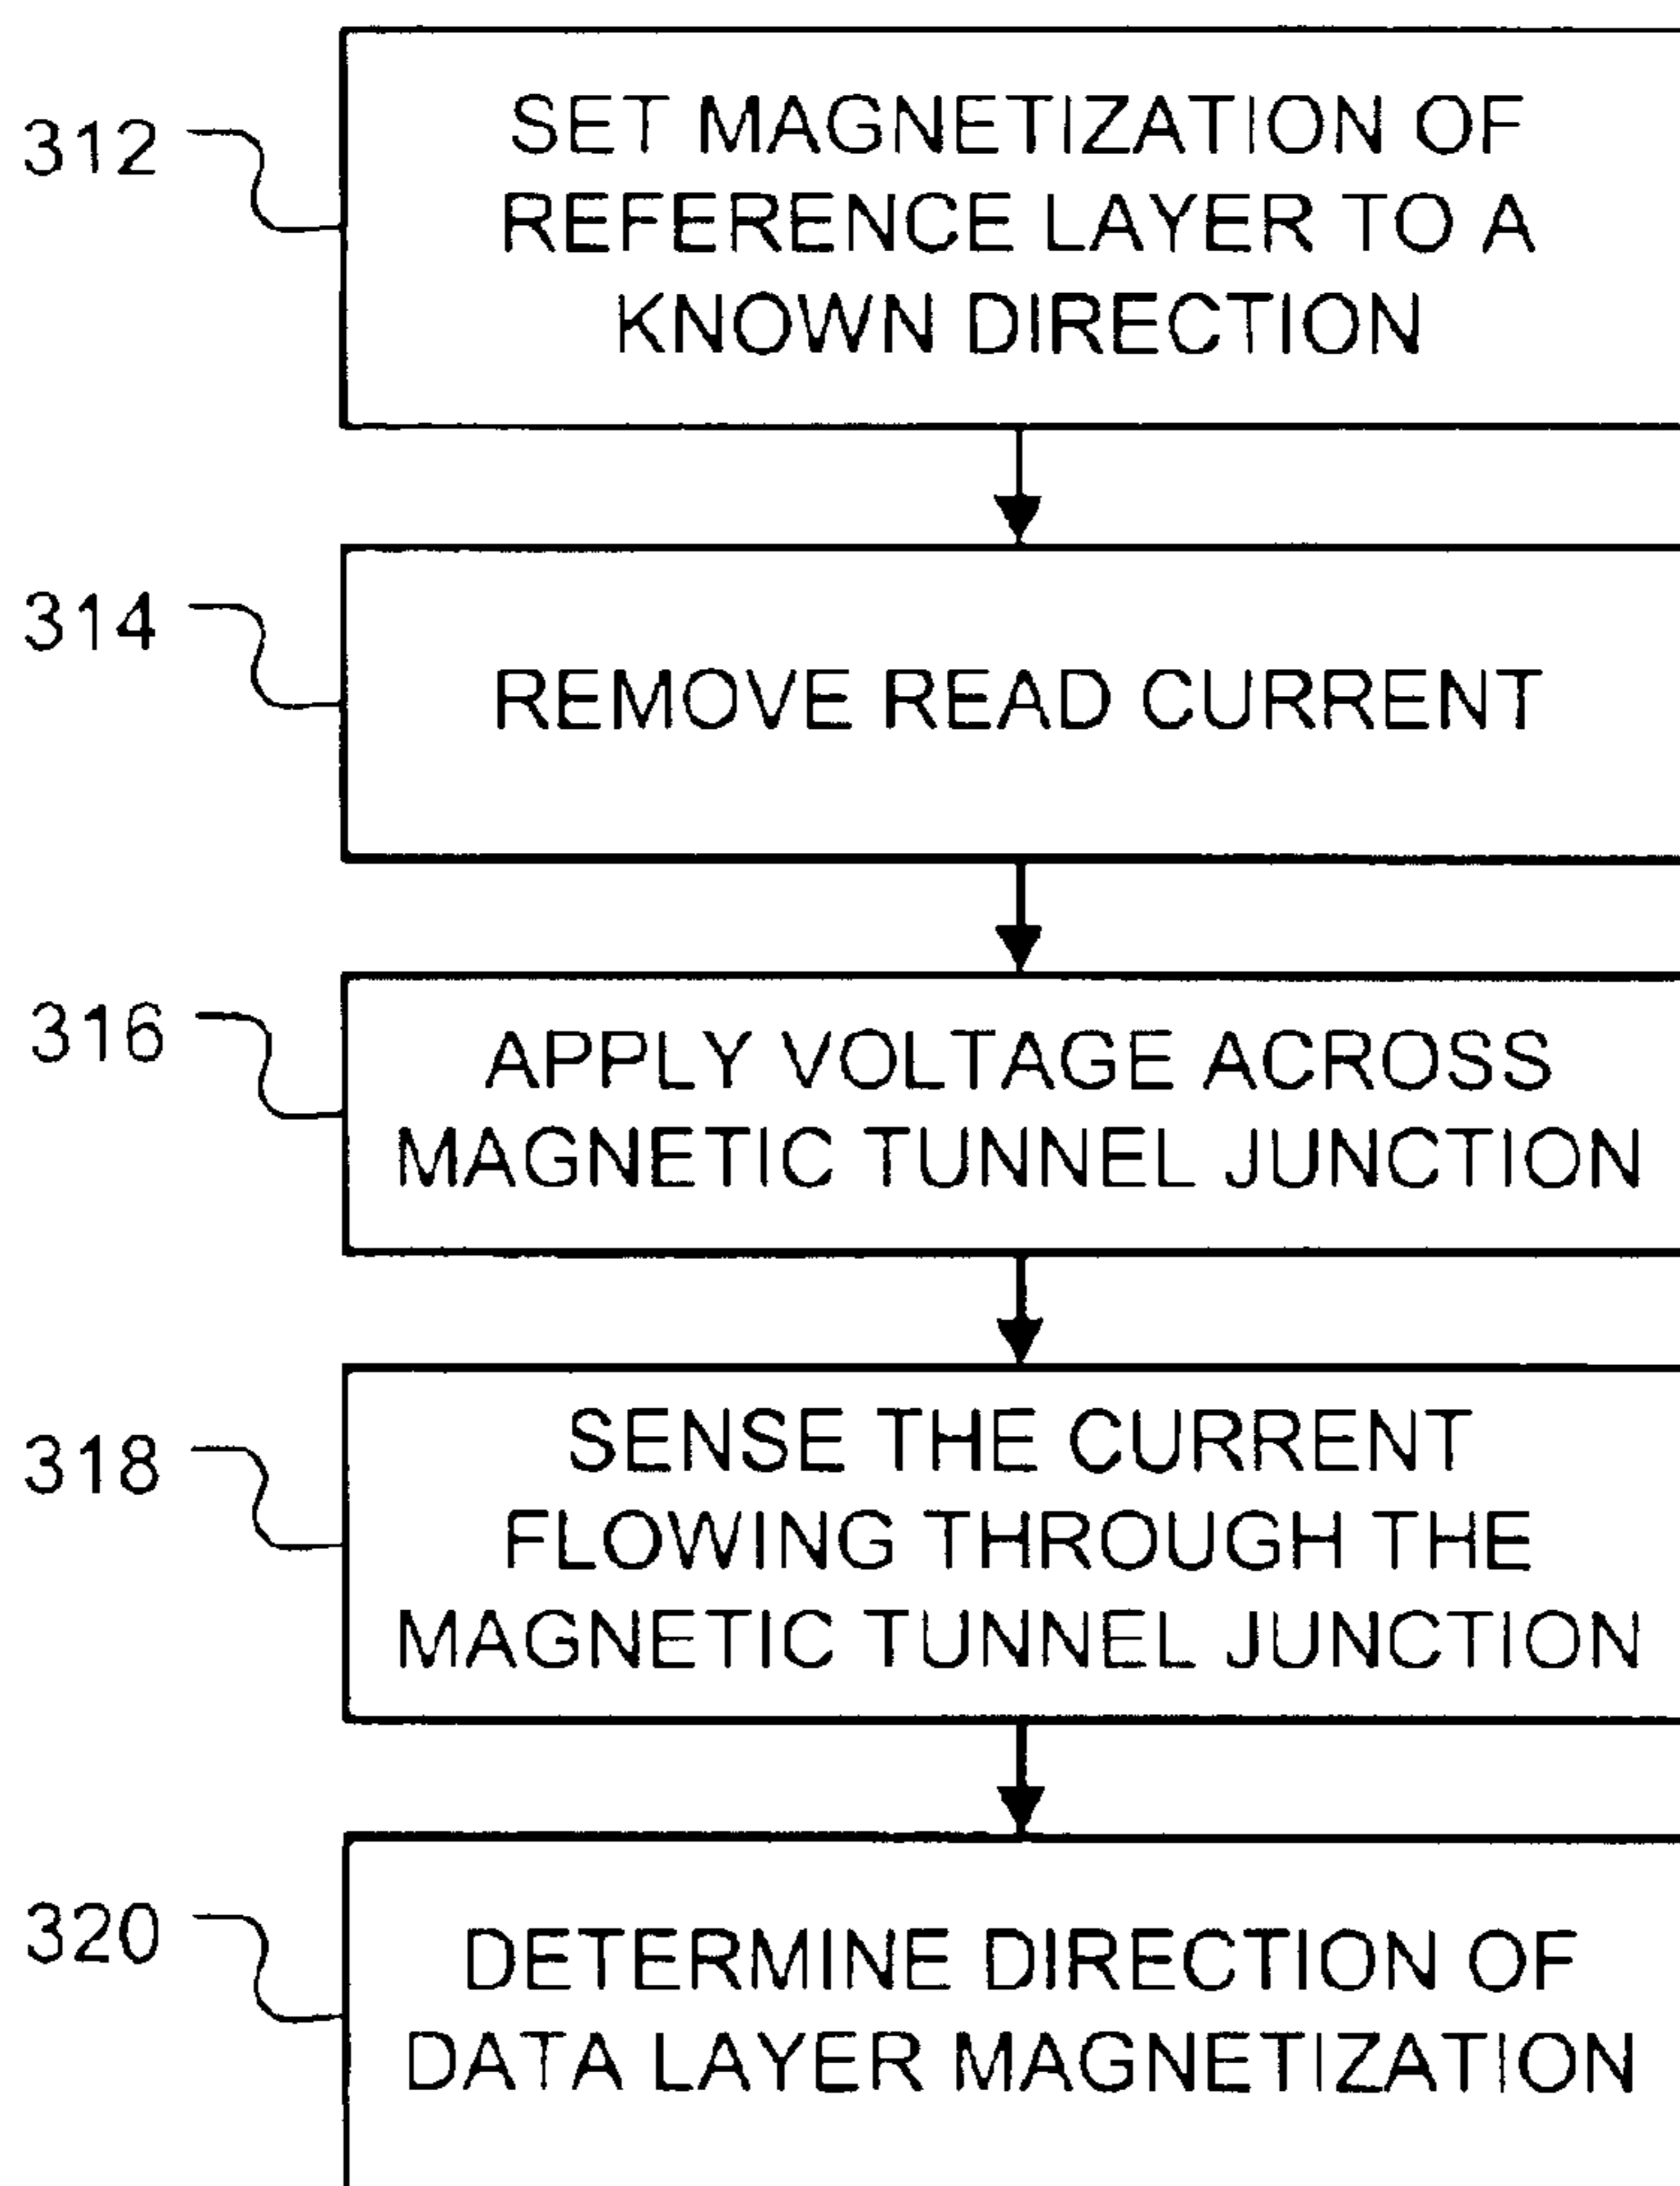 312
SET MAGNETIZATION OF
REFERENCE LAYER TO A
KNOWN DIRECTION
314
REMOVE READ CURRENT
316
APPLY VOLTAGE ACROSS
MAGNETIC TUNNEL JUNCTION
318
SENSE THE CURRENT
FLOWING THROUGH THE
MAGNETIC TUNNEL JUNCTION
320
DETERMINE DIRECTION OF
DATA LAYER MAGNETIZATION